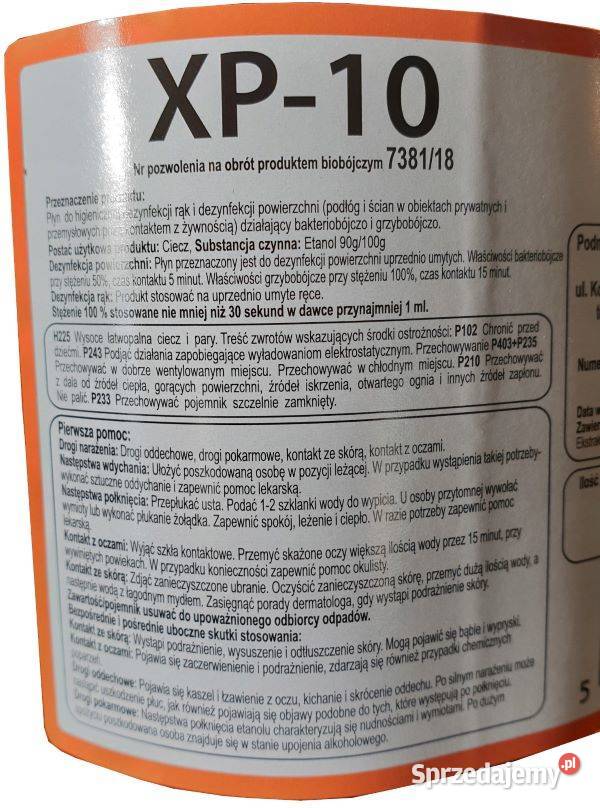 XP-10
Nr pozwolenia na obrót produktem biobójczym 7381/18
Przeznaczenie produktu:
Płyn do higienicznej dezynfekcji rąk i dezynfekcji powierzchni (podłóg i ścian w obiektach prywatnych i
przemysłowych przed kontaktem z żywnością) działający bakteriobójczo i grzybobójczo.
Postać użytkowa produktu: Ciecz, Substancja czynna: Etanol 90g/100g
Dezynfekcja powierzchni: Płyn przeznaczony jest do dezynfekcji powierzchni uprzednio umytych. Właściwości bakteriobójcze
przy stężeniu 50%, czas kontaktu 5 minut. Właściwości grzybobójcze przy stężeniu 100%, czas kontaktu 15 minut.
Dezynfekcja rąk: Produkt stosować na uprzednio umyte ręce.
Stężenie 100 % stosowane nie mniej niż 30 sekund w dawce przynajmniej 1 ml.
H225 Wysoce łatwopalna ciecz i pary. Treść zwrotów wskazujących środki ostrożności: P102 Chronić przed
dziećmi. P243 Podjąć działania zapobiegające wyładowaniom elektrostatycznym. Przechowywanie P403+P235
Przechowywać w dobrze wentylowanym miejscu. Przechowywać w chłodnym miejscu. P210 Przechowywać
z dala od źródeł ciepła, gorących powierzchni, źródeł iskrzenia, otwartego ognia i innych źródeł zapłonu.
Nie palić. P233 Przechowywać pojemnik szczelnie zamknięty.
Pierwsza pomoc:
Drogi narażenia: Drogi oddechowe, drogi pokarmowe, kontakt ze skórą, kontakt z oczami.
Następstwa wdychania: Ułożyć poszkodowaną osobę w pozycji leżącej. W przypadku wystąpienia takiej potrzeby-
wykonać sztuczne oddychanie i zapewnić pomoc lekarską.
Następstwa połknięcia: Przepłukać usta. Podać 1-2 szklanki wody do wypicia. U osoby przytomnej wywołać
wymioty lub wykonać płukanie żołądka. Zapewnić spokój, leżenie i ciepło. W razie potrzeby zapewnić pomoc
lekarską.
Kontakt z oczami: Wyjąć szkła kontaktowe. Przemyć skażone oczy większą ilością wody przez 15 minut, przy
wywiniętych powiekach. W przypadku konieczności zapewnić pomoc okulisty.
Kontakt ze skórą: Zdjąć zanieczyszczone ubranie. Oczyścić zanieczyszczoną skórę, przemyć dużą ilością wody, a
następnie wodą z łagodnym mydłem. Zasięgnąć porady dermatologa, gdy wystąpi podrażnienie skóry.
Zawartość/pojemnik usuwać do upoważnionego odbiorcy odpadów.
Bezpośrednie i pośrednie uboczne skutki stosowania:
Kontakt ze skórą: Wystąpi podrażnienie, wysuszenie i odtłuszczenie skóry. Mogą pojawić się bąble i wypryski.
Kontakt z oczami: Pojawia się zaczerwienienie i podrażnienie, zdarzają się również przypadki chemicznych
poparzeń.
Drogi oddechowe: Pojawia się kaszel i łzawienie z oczu, kichanie i skrócenie oddechu. Po silnym narażeniu może
nastąpić uszkodzenie płuc, jak również pojawiają się objawy podobne do tych, które występują po połknięciu.
Drogi pokarmowe: Następstwa połknięcia etanolu charakteryzują się nudnościami i wymiotami. Po dużym
spożyciu poszkodowana osoba znajduje się w stanie upojenia alkoholowego.
Podm
ul. Ko
Nume
Data w
Zawier
Ekstrak
Ilość
5
Sprzedajemy.pl